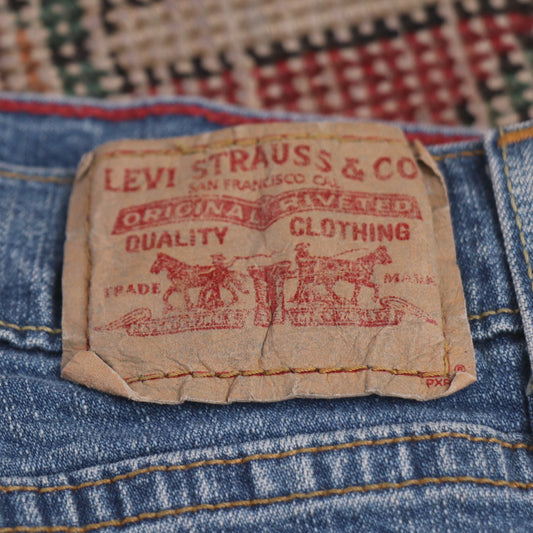 LEVI STRAUSS & CO
SAN FRANCISCO CAL.
ORIGINAL RIVETED
QUALITY CLOTHING
TRADE MARK
PXP ®